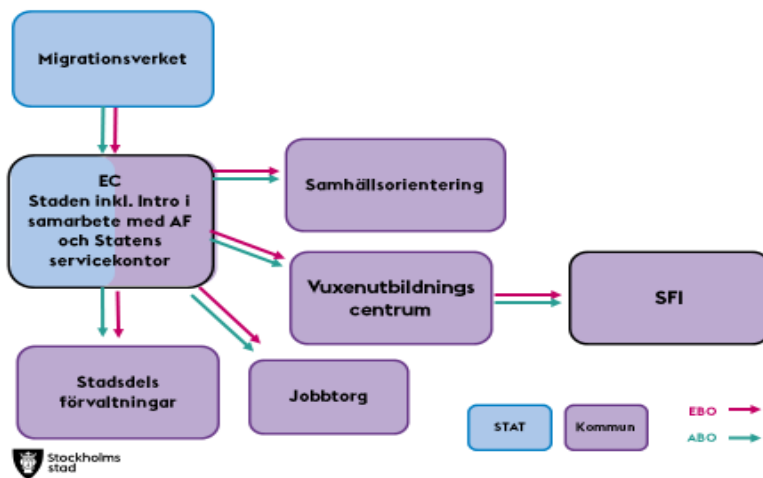 Migrationsverket
EC
Staden inkl. Intro i
samarbete med AF
och Statens
servicekontor
Samhällsorientering
Vuxenutbildnings
centrum
SFI
Stadsdels
förvaltningar
Jobbtorg
STAT
Kommun
EBO
ABO
Stockholms
stad